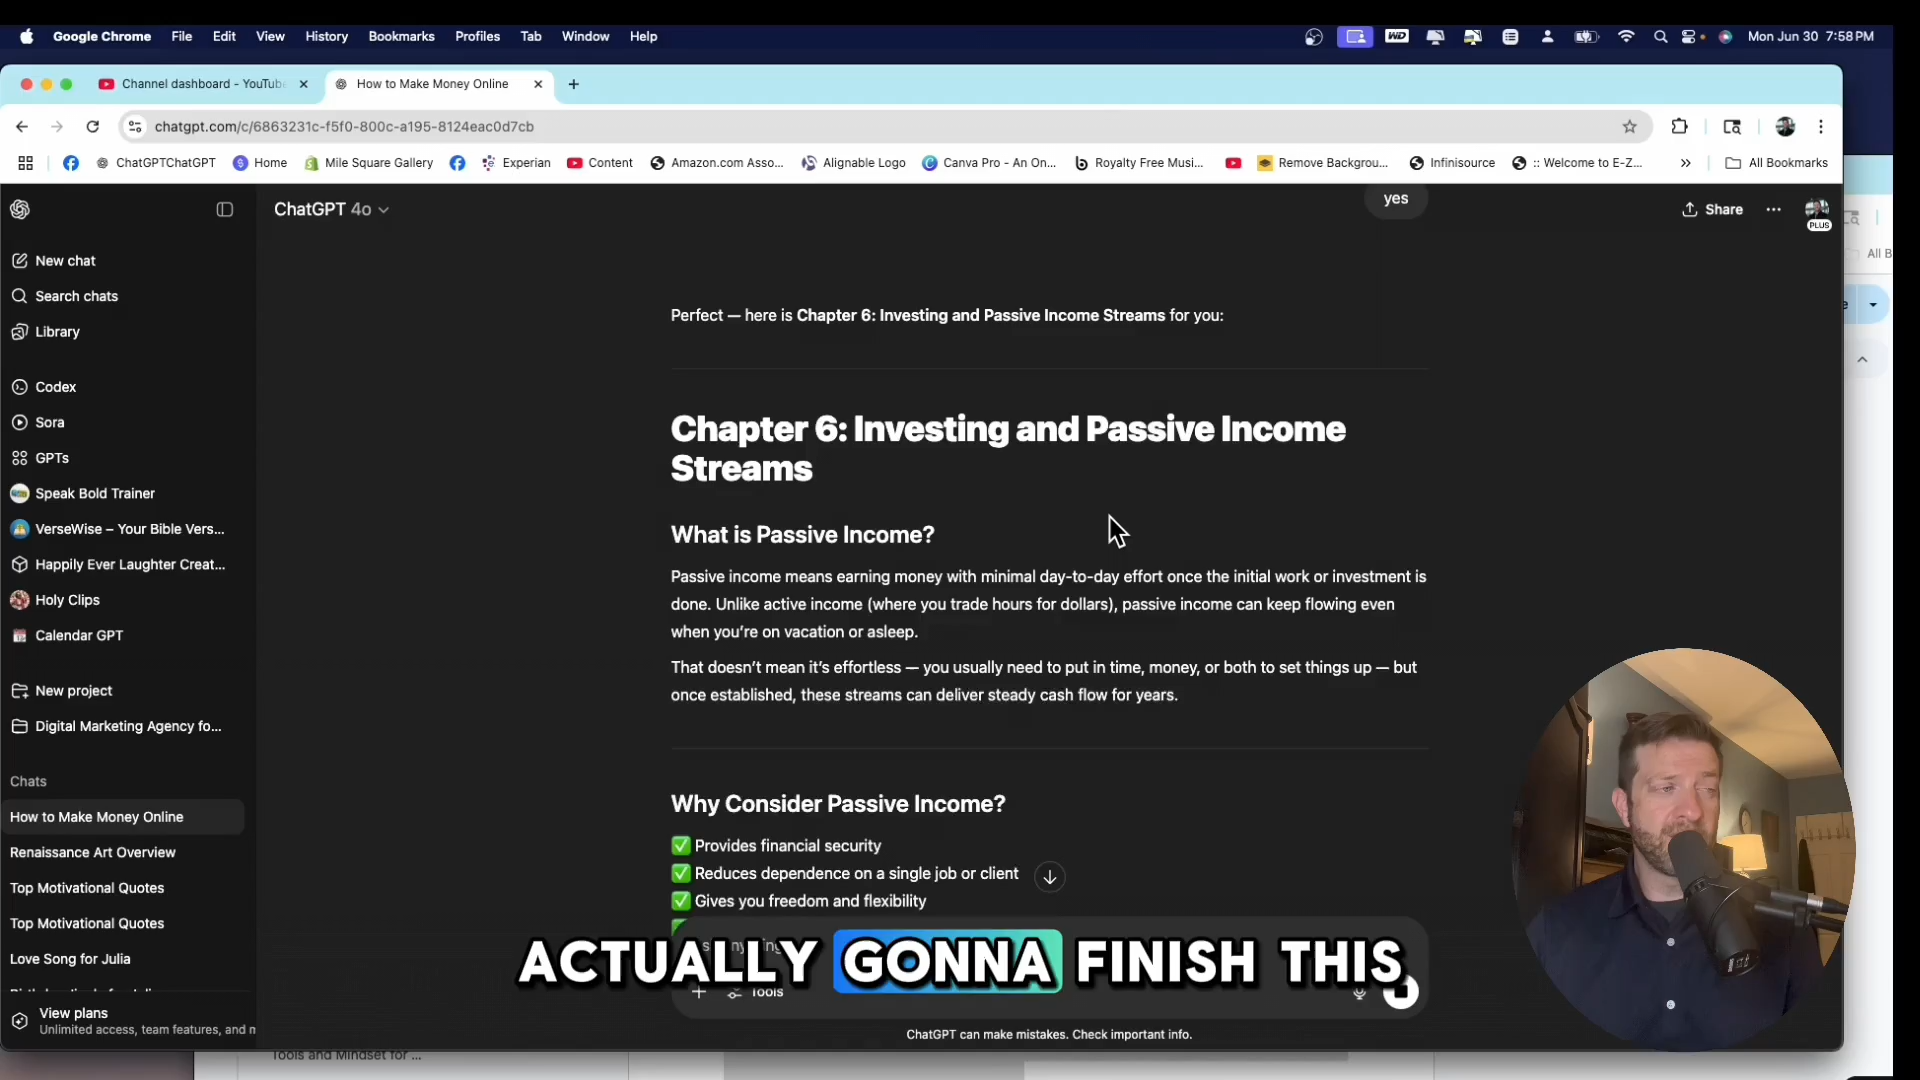 Google Chrome File Edit View History Bookmarks Profiles Tab Window Help WD Mon Jun 30 7:58 PM
Channel dashboard - YouTube How to Make Money Online
chatgpt.com/c/6863231c-f5f0-800c-a195-8124eac0d7cb
ChatGPTChatGPT Home Mile Square Gallery Experian Content Amazon.com Asso... Alignable Logo Canva Pro - An On... Royalty Free Musi... Remove Backgrou... Infinisource :: Welcome to E-Z... » All Bookmarks
ChatGPT 4o
yes
Share
PLUS
All B
New chat
Search chats
Library
Codex
Sora
GPTs
Speak Bold Trainer
VerseWise – Your Bible Vers...
Happily Ever Laughter Creat...
Holy Clips
Calendar GPT
New project
Digital Marketing Agency fo...
Chats
How to Make Money Online
Renaissance Art Overview
Top Motivational Quotes
Top Motivational Quotes
Love Song for Julia
View plans
Unlimited access, team features, and m
Perfect — here is Chapter 6: Investing and Passive Income Streams for you:
Chapter 6: Investing and Passive Income
Streams
What is Passive Income?
Passive income means earning money with minimal day-to-day effort once the initial work or investment is
done. Unlike active income (where you trade hours for dollars), passive income can keep flowing even
when you're on vacation or asleep.
That doesn't mean it's effortless — you usually need to put in time, money, or both to set things up — but
once established, these streams can deliver steady cash flow for years.
Why Consider Passive Income?
✅ Provides financial security
✅ Reduces dependence on a single job or client
✅ Gives you freedom and flexibility
ACTUALLY GONNA FINISH THIS
Tools
ChatGPT can make mistakes. Check important info.
Tools and Mindset for ...